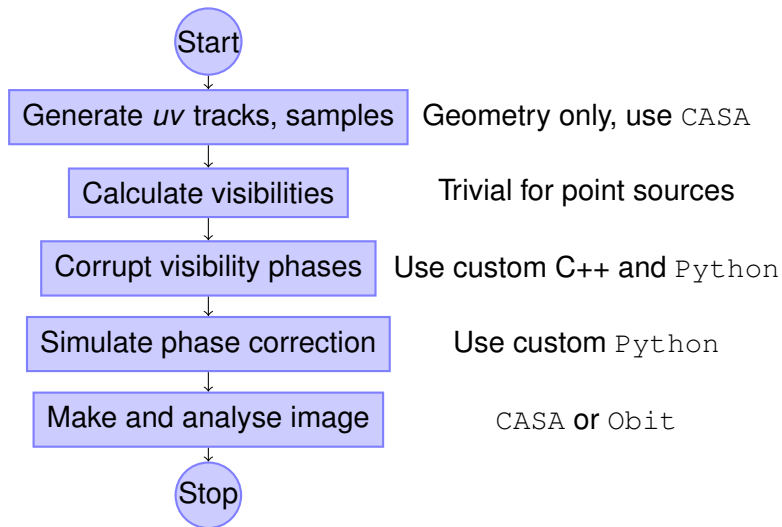 Start
Generate uv tracks, samples Geometry only, use CASA
Calculate visibilities Trivial for point sources
Corrupt visibility phases Use custom C++ and Python
Simulate phase correction Use custom Python
Make and analyse image CASA or Obit
Stop